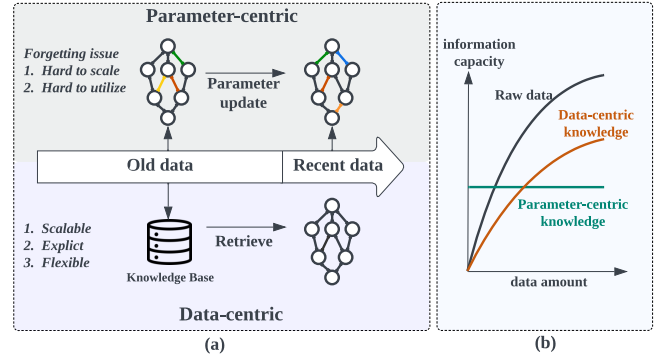 Parameter-centric
Forgetting issue
1. Hard to scale
2. Hard to utilize
Parameter
update
Old data
Recent data
1. Scalable
2. Explict
3. Flexible
Knowledge Base
Retrieve
Data-centric
(a)
information
capacity
Raw data
Data-centric
knowledge
Parameter-centric
knowledge
data amount
(b)